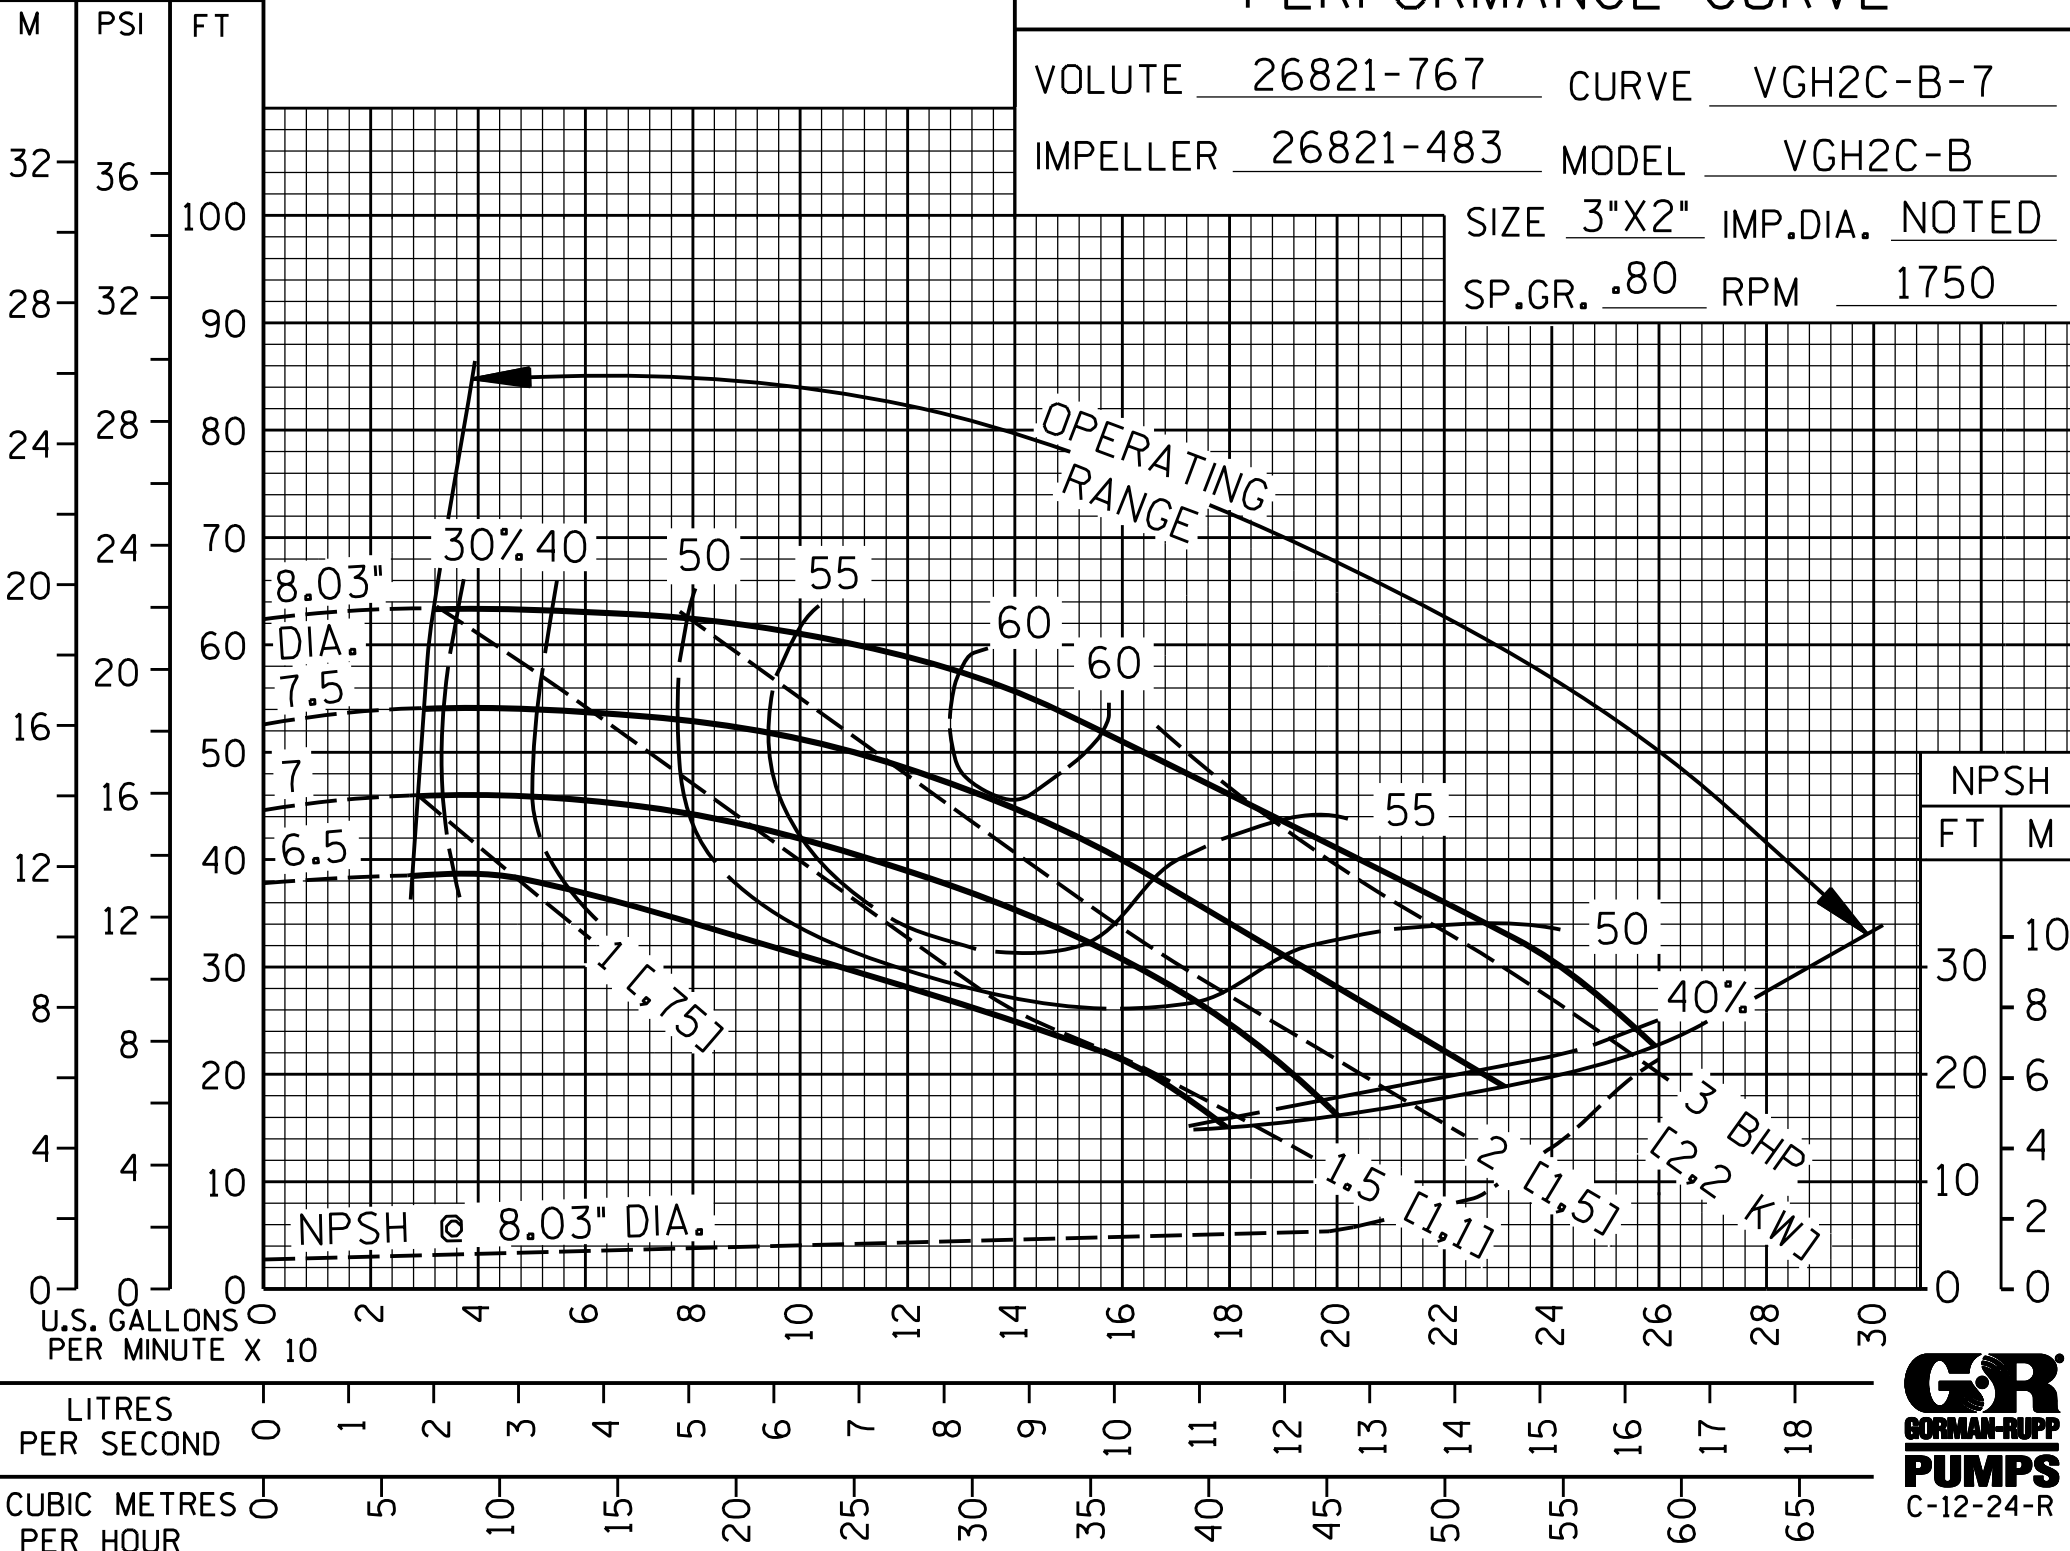 PERFORMANCE CURVE
M PSI FT
VOLUTE 26821-767 CURVE VGH2C-B-7
IMPELLER 26821-483 MODEL VGH2C-B
SIZE 3"X2" IMP.DIA. NOTED
SP.GR. .80 RPM 1750
32
28
24
20
16
12
8
4
0
36
32
28
24
20
16
12
8
4
0
100
90
80
70
60
50
40
30
20
10
0
OPERATING
RANGE
30% 40 50 55 60 60
8.03"
DIA.
7.5
7
6.5
55
50
40%
1 [,75]
1.5 [1,1]
2 [1,5]
3 BHP
[2,2 KW]
NPSH @ 8.03" DIA.
NPSH
FT M
30
20
10
0
10
8
6
4
2
0
U.S. GALLONS
PER MINUTE X 10
0 2 4 6 8 10 12 14 16 18 20 22 24 26 28 30
LITRES
PER SECOND
0 1 2 3 4 5 6 7 8 9 10 11 12 13 14 15 16 17 18
CUBIC METRES
PER HOUR
0 5 10 15 20 25 30 35 40 45 50 55 60 65
GR
GORMAN-RUPP
PUMPS
C-12-24-R